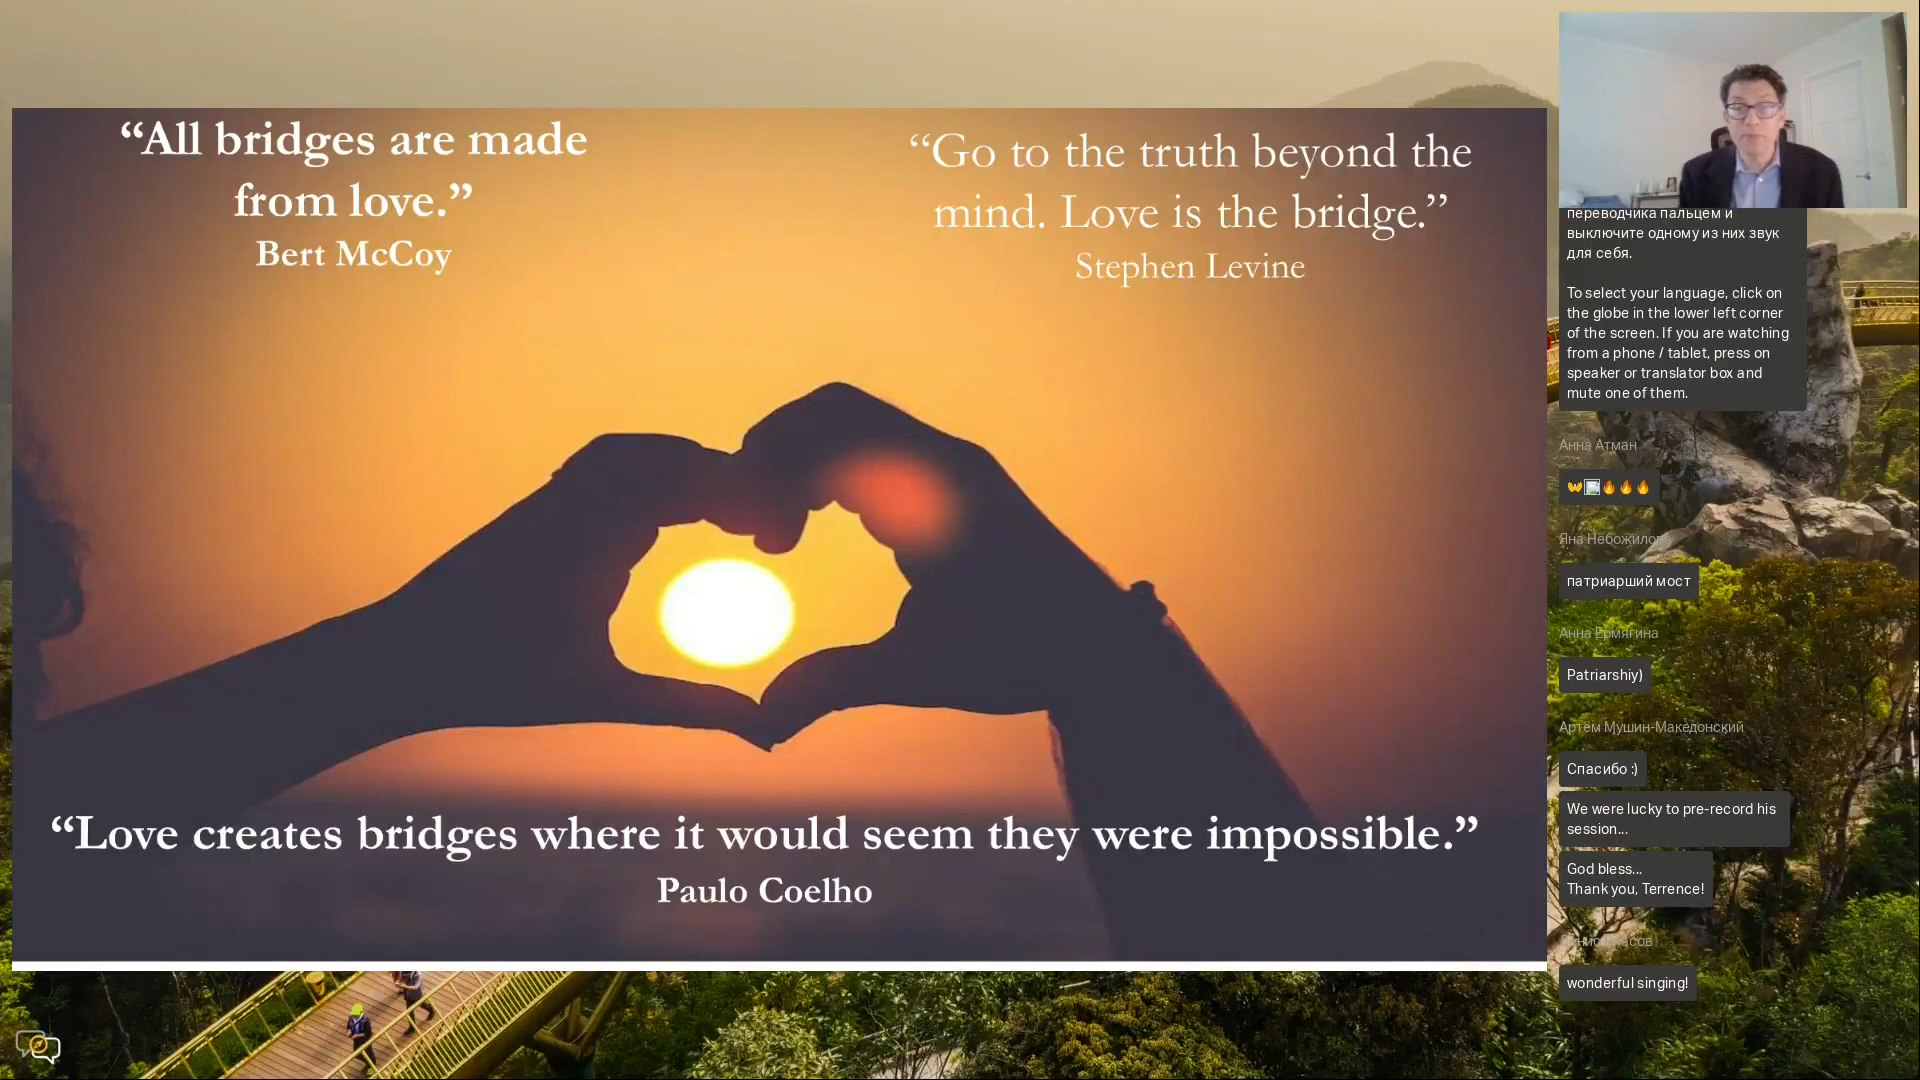 “All bridges are made
from love.”
Bert McCoy
“Go to the truth beyond the
mind. Love is the bridge.”
Stephen Levine
“Love creates bridges where it would seem they were impossible.”
Paulo Coelho
переводчика пальцем и
выключите одному из них звук
для себя.
To select your language, click on
the globe in the lower left corner
of the screen. If you are watching
from a phone / tablet, press on
speaker or translator box and
mute one of them.
Анна Атман
👐🔥🔥🔥
Яна
патриарший мост
Анна Ермягина
Patriarshiy)
Артём Мушин-Македонский
Спасибо :)
We were lucky to pre-record his
session...
God bless...
Thank you, Terrence!
wonderful singing!